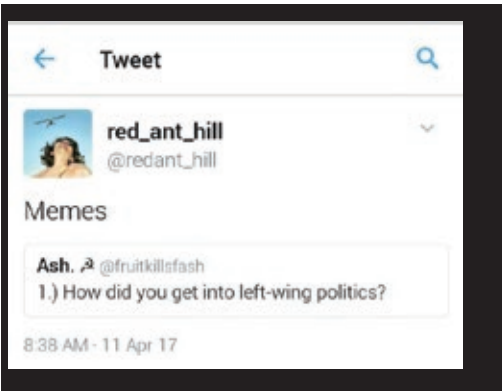 Tweet
red_ant_hill
@redant_hill
Memes
Ash. ☭ @fruitkillsfash
1.) How did you get into left-wing politics?
8:38 AM · 11 Apr 17